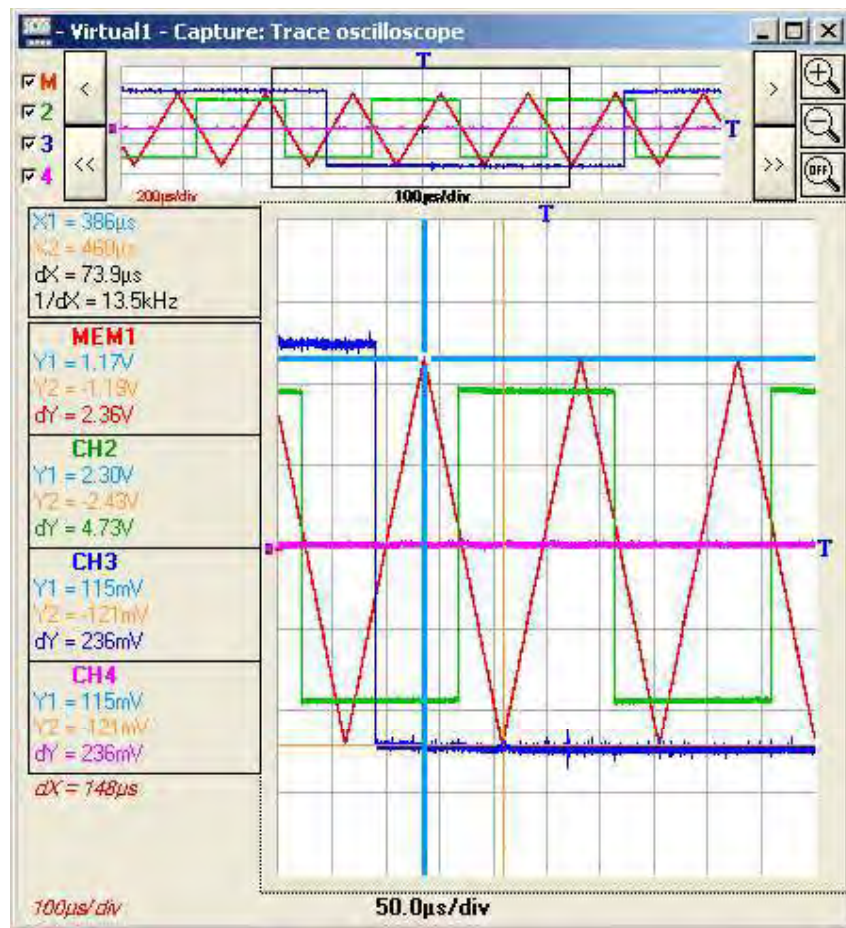 - Virtual1 - Capture: Trace oscilloscope
T
M
2
3
4
<
<<
>
>>
T
OFF
200µs/div
100µs/div
X1 = 386µs
X2 = 460µs
dX = 73.9µs
1/dX = 13.5kHz
MEM1
Y1 = 1.17V
Y2 = -1.19V
dY = 2.36V
CH2
Y1 = 2.30V
Y2 = -2.43V
dY = 4.73V
CH3
Y1 = 115mV
Y2 = -121mV
dY = 236mV
CH4
Y1 = 115mV
Y2 = -121mV
dY = 236mV
dX = 148µs
T
T
100µs/div
50.0µs/div